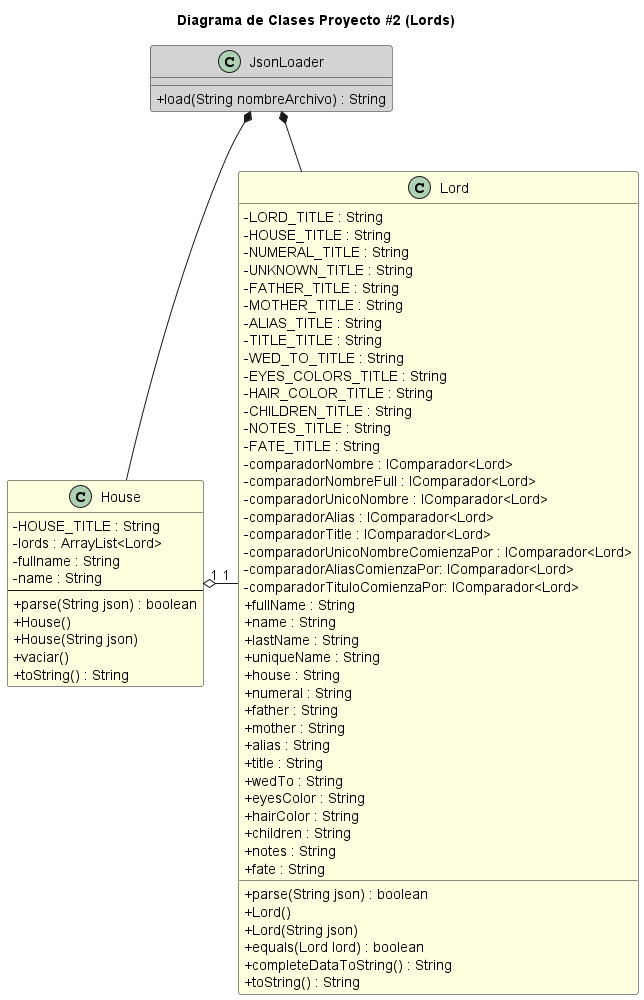 Diagrama de Clases Proyecto #2 (Lords)
C JsonLoader
+load(String nombreArchivo) : String
C Lord
-LORD_TITLE : String
-HOUSE_TITLE : String
-NUMERAL_TITLE : String
-UNKNOWN_TITLE : String
-FATHER_TITLE : String
-MOTHER_TITLE : String
-ALIAS_TITLE : String
-TITLE_TITLE : String
-WED_TO_TITLE : String
-EYES_COLORS_TITLE : String
-HAIR_COLOR_TITLE : String
-CHILDREN_TITLE : String
-NOTES_TITLE : String
-FATE_TITLE : String
-comparadorNombre : IComparador<Lord>
-comparadorNombreFull : IComparador<Lord>
-comparadorUnicoNombre : IComparador<Lord>
-comparadorAlias : IComparador<Lord>
-comparadorTitle : IComparador<Lord>
-comparadorUnicoNombreComienzaPor : IComparador<Lord>
-comparadorAliasComienzaPor: IComparador<Lord>
-comparadorTituloComienzaPor: IComparador<Lord>
+fullName : String
+name : String
+lastName : String
+uniqueName : String
+house : String
+numeral : String
+father : String
+mother : String
+alias : String
+title : String
+wedTo : String
+eyesColor : String
+hairColor : String
+children : String
+notes : String
+fate : String
+parse(String json) : boolean
+Lord()
+Lord(String json)
+equals(Lord lord) : boolean
+completeDataToString() : String
+toString() : String
C House
-HOUSE_TITLE : String
-lords : ArrayList<Lord>
-fullname : String
-name : String
+parse(String json) : boolean
+House()
+House(String json)
+vaciar()
+toString() : String
1 1